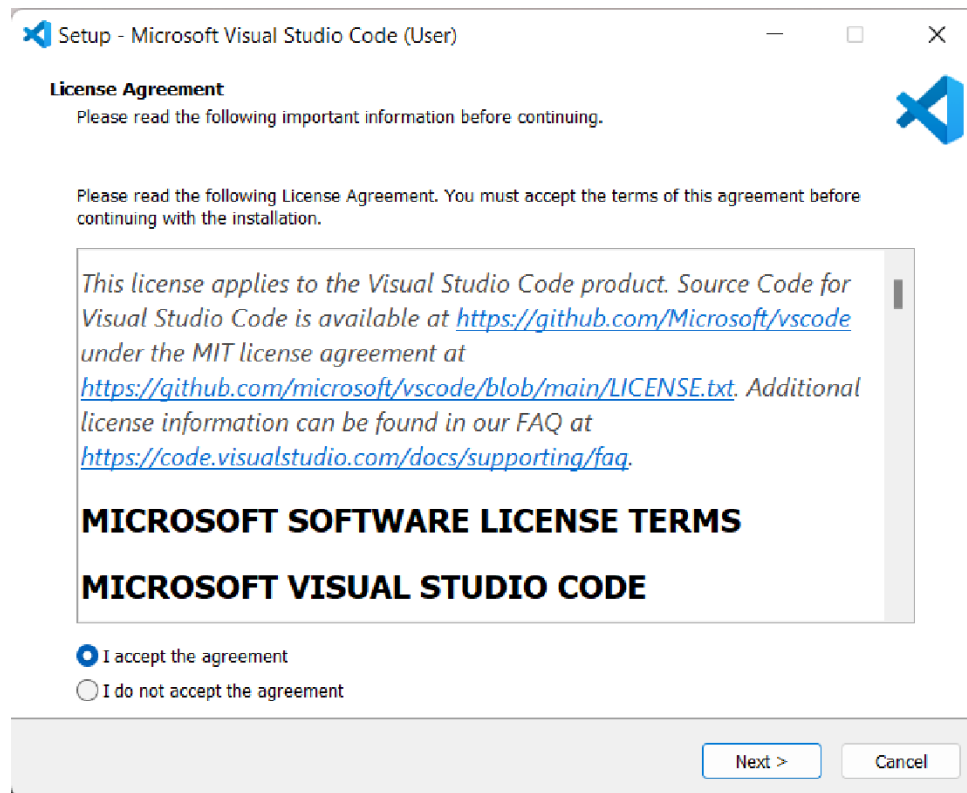 Setup - Microsoft Visual Studio Code (User)
License Agreement
Please read the following important information before continuing.
Please read the following License Agreement. You must accept the terms of this agreement before
continuing with the installation.
This license applies to the Visual Studio Code product. Source Code for
Visual Studio Code is available at https://github.com/Microsoft/vscode
under the MIT license agreement at
https://github.com/microsoft/vscode/blob/main/LICENSE.txt. Additional
license information can be found in our FAQ at
https://code.visualstudio.com/docs/supporting/faq.
MICROSOFT SOFTWARE LICENSE TERMS
MICROSOFT VISUAL STUDIO CODE
I accept the agreement
I do not accept the agreement
Next >
Cancel